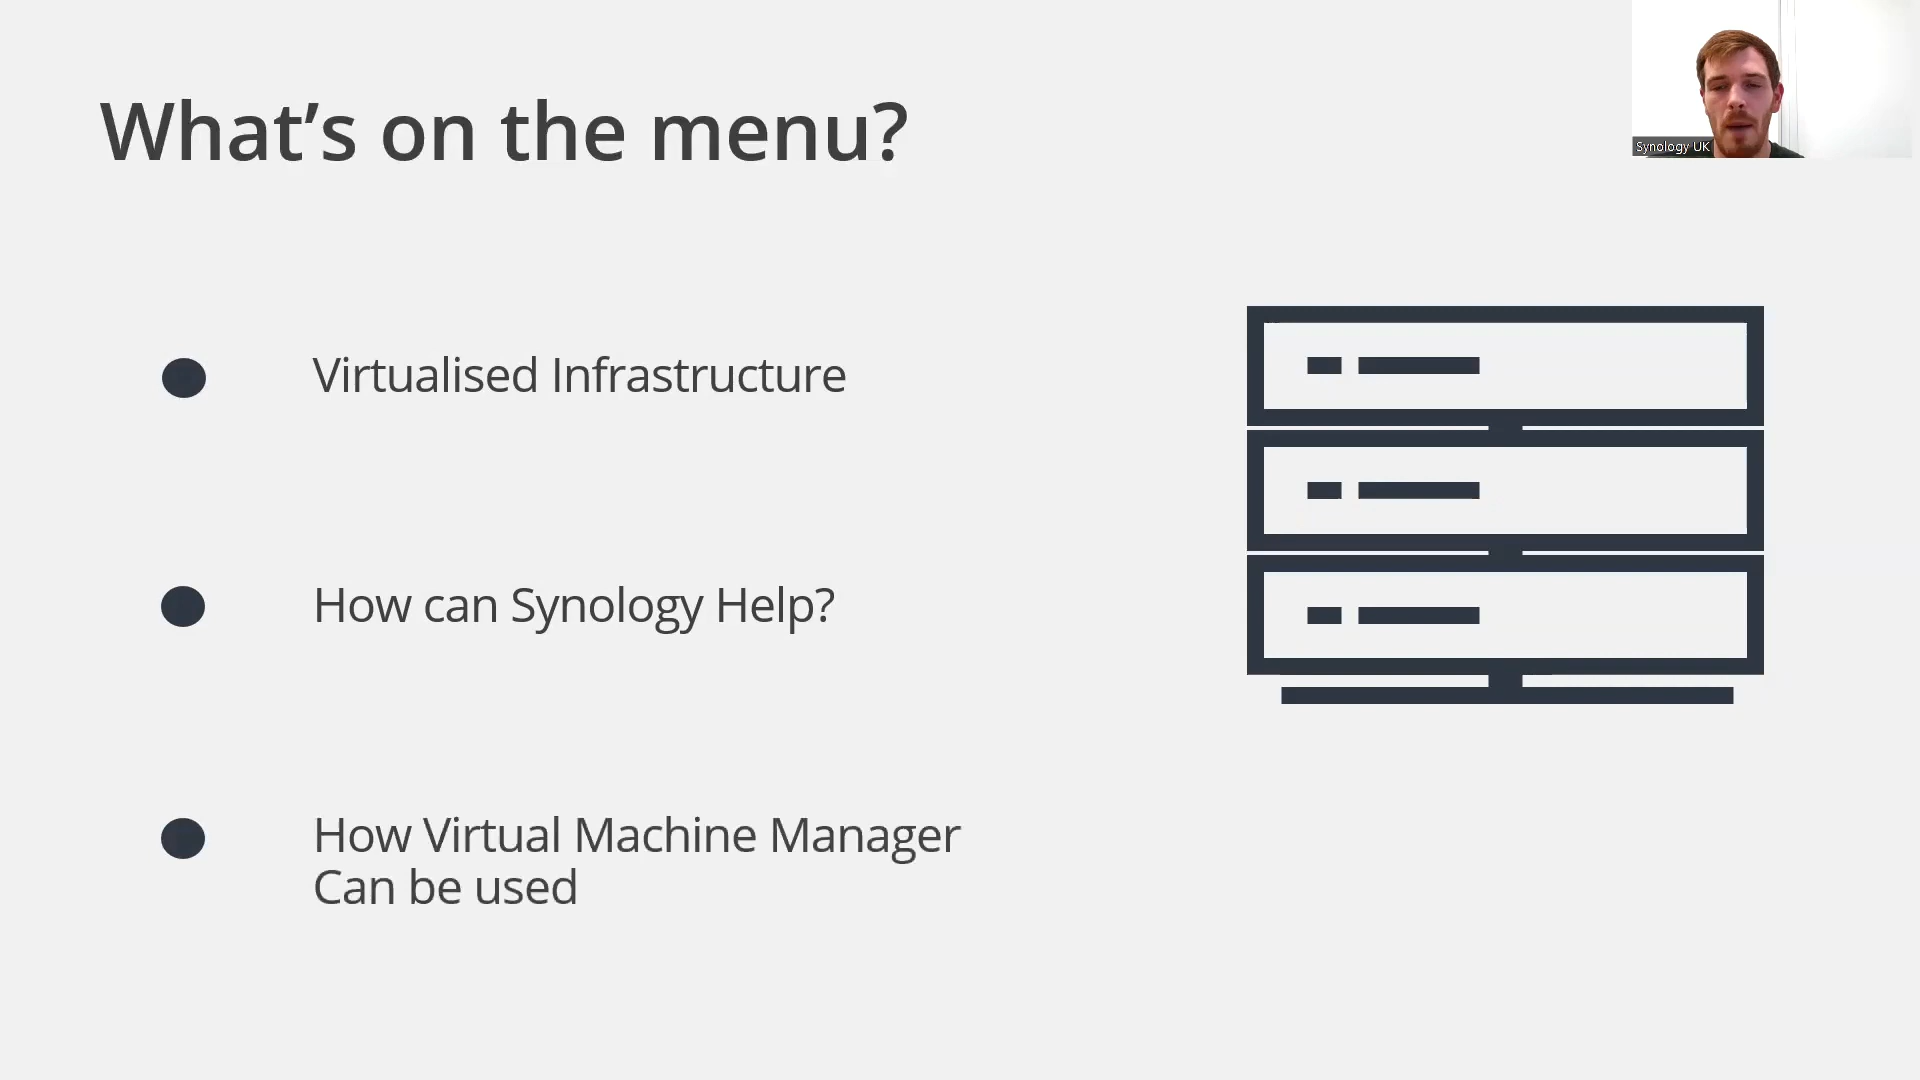 What’s on the menu?
Synology UK
Virtualised Infrastructure
How can Synology Help?
How Virtual Machine Manager
Can be used